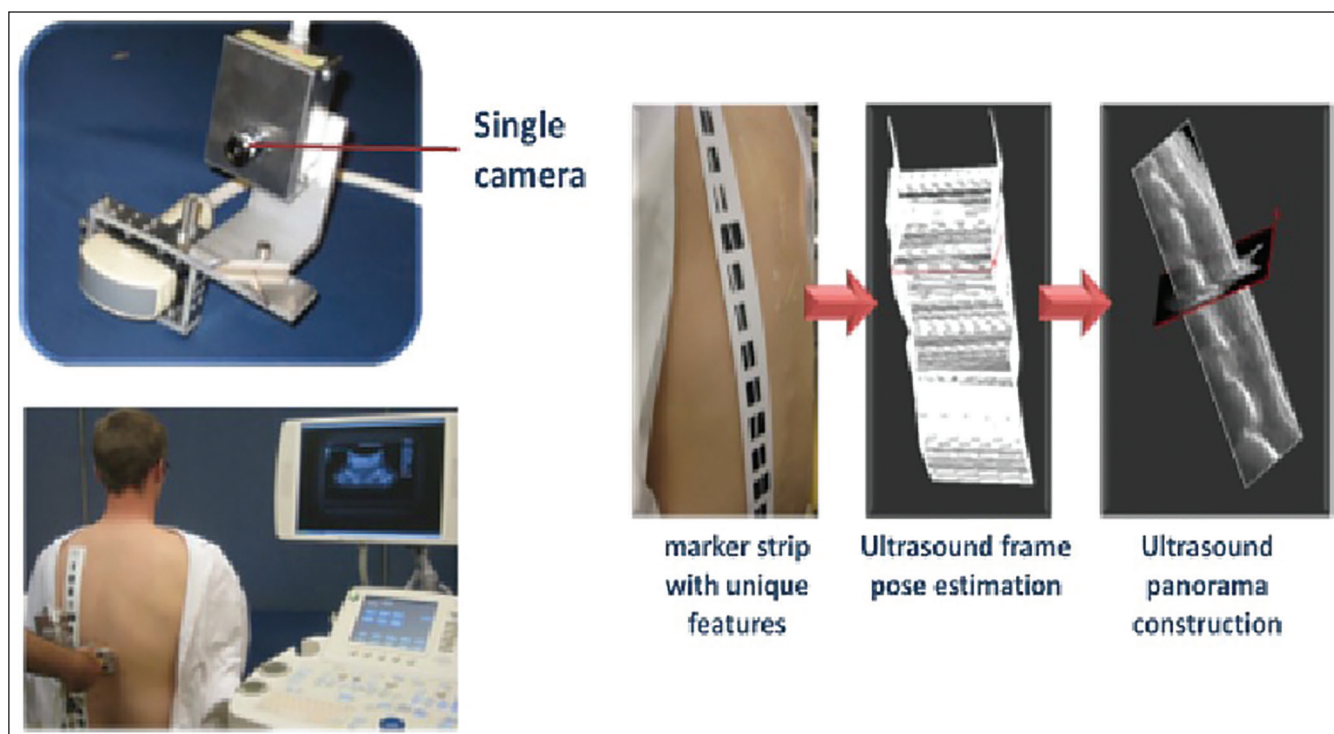 Single
camera
marker strip
with unique
features
Ultrasound frame
pose estimation
Ultrasound
panorama
construction